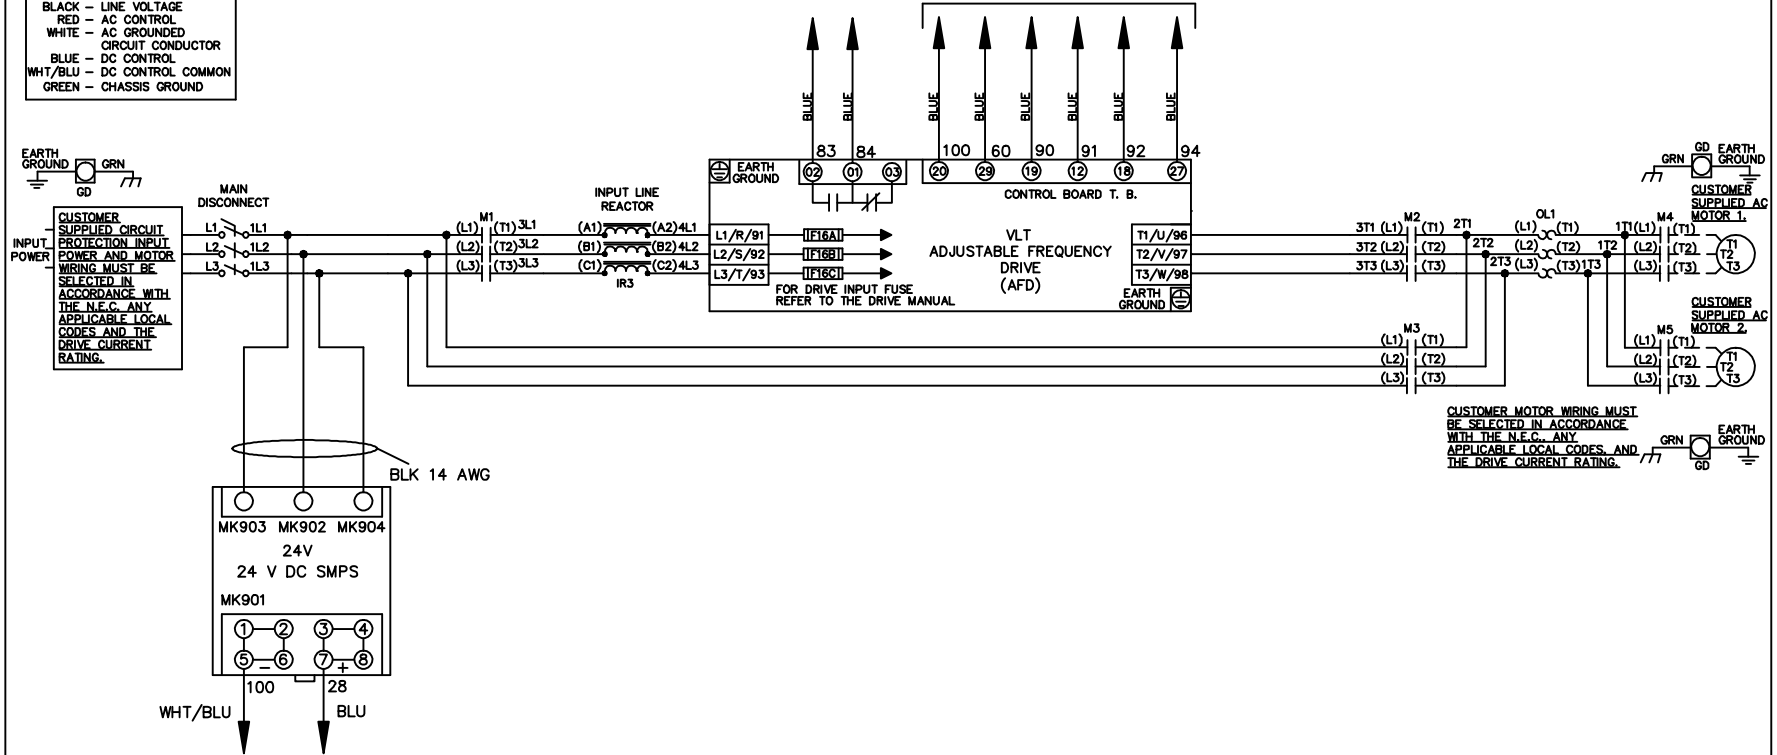 BLACK – LINE VOLTAGE
RED – AC CONTROL
WHITE – AC GROUNDED
CIRCUIT CONDUCTOR
BLUE – DC CONTROL
WHT/BLU – DC CONTROL COMMON
GREEN – CHASSIS GROUND
BLUE
BLUE
BLUE
BLUE
BLUE
BLUE
BLUE
BLUE
83 84
100 60 90 91 92 94
EARTH
GROUND
02 01 03
20 29 19 12 18 27
CONTROL BOARD T. B.
EARTH
GROUND
GRN
GD
MAIN
DISCONNECT
INPUT
POWER
CUSTOMER
SUPPLIED CIRCUIT
PROTECTION INPUT
POWER AND MOTOR
WIRING MUST BE
SELECTED IN
ACCORDANCE WITH
THE N.E.C. ANY
APPLICABLE LOCAL
CODES AND THE
DRIVE CURRENT
RATING.
L1 1L1
L2 1L2
L3 1L3
M1
(L1) (T1) 3L1
(L2) (T2) 3L2
(L3) (T3) 3L3
INPUT LINE
REACTOR
(A1) (A2) 4L1
(B1) (B2) 4L2
(C1) (C2) 4L3
IR3
L1/R/91
L2/S/92
L3/T/93
F16A
F16B
F16C
FOR DRIVE INPUT FUSE
REFER TO THE DRIVE MANUAL
VLT
ADJUSTABLE FREQUENCY
DRIVE
(AFD)
T1/U/96
T2/V/97
T3/W/98
EARTH
GROUND
M2
3T1 (L1) (T1) 2T1
3T2 (L2) (T2) 2T2
3T3 (L3) (T3) 2T3
OL1
(L1) (T1) 1T1
(L2) (T2) 1T2
(L3) (T3) 1T3
M4
(L1) (T1)
(L2) (T2)
(L3) (T3)
T1
T2
T3
GRN
GD
EARTH
GROUND
CUSTOMER
SUPPLIED AC
MOTOR 1.
CUSTOMER
SUPPLIED AC
MOTOR 2.
M3
(L1) (T1)
(L2) (T2)
(L3) (T3)
M5
(L1) (T1)
(L2) (T2)
(L3) (T3)
T1
T2
T3
CUSTOMER MOTOR WIRING MUST
BE SELECTED IN ACCORDANCE
WITH THE N.E.C., ANY
APPLICABLE LOCAL CODES, AND
THE DRIVE CURRENT RATING.
GRN
GD
EARTH
GROUND
BLK 14 AWG
MK903 MK902 MK904
24V
24 V DC SMPS
MK901
1 2 3 4
5 – 6 7 + 8
100 28
WHT/BLU BLU